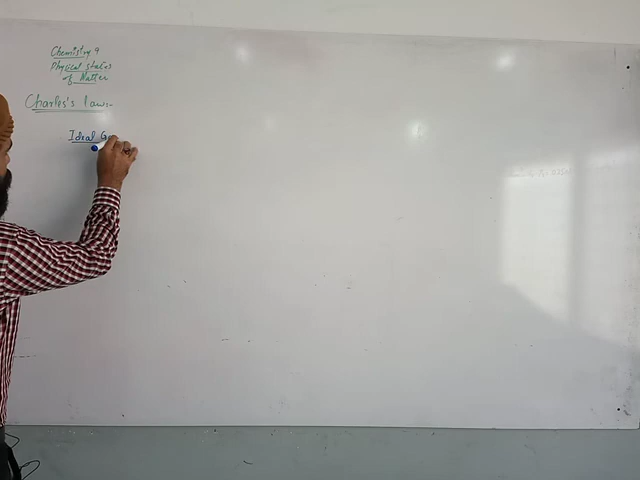 Chemistry 9
Physical states
of Matter
Charles's Law:
Ideal G